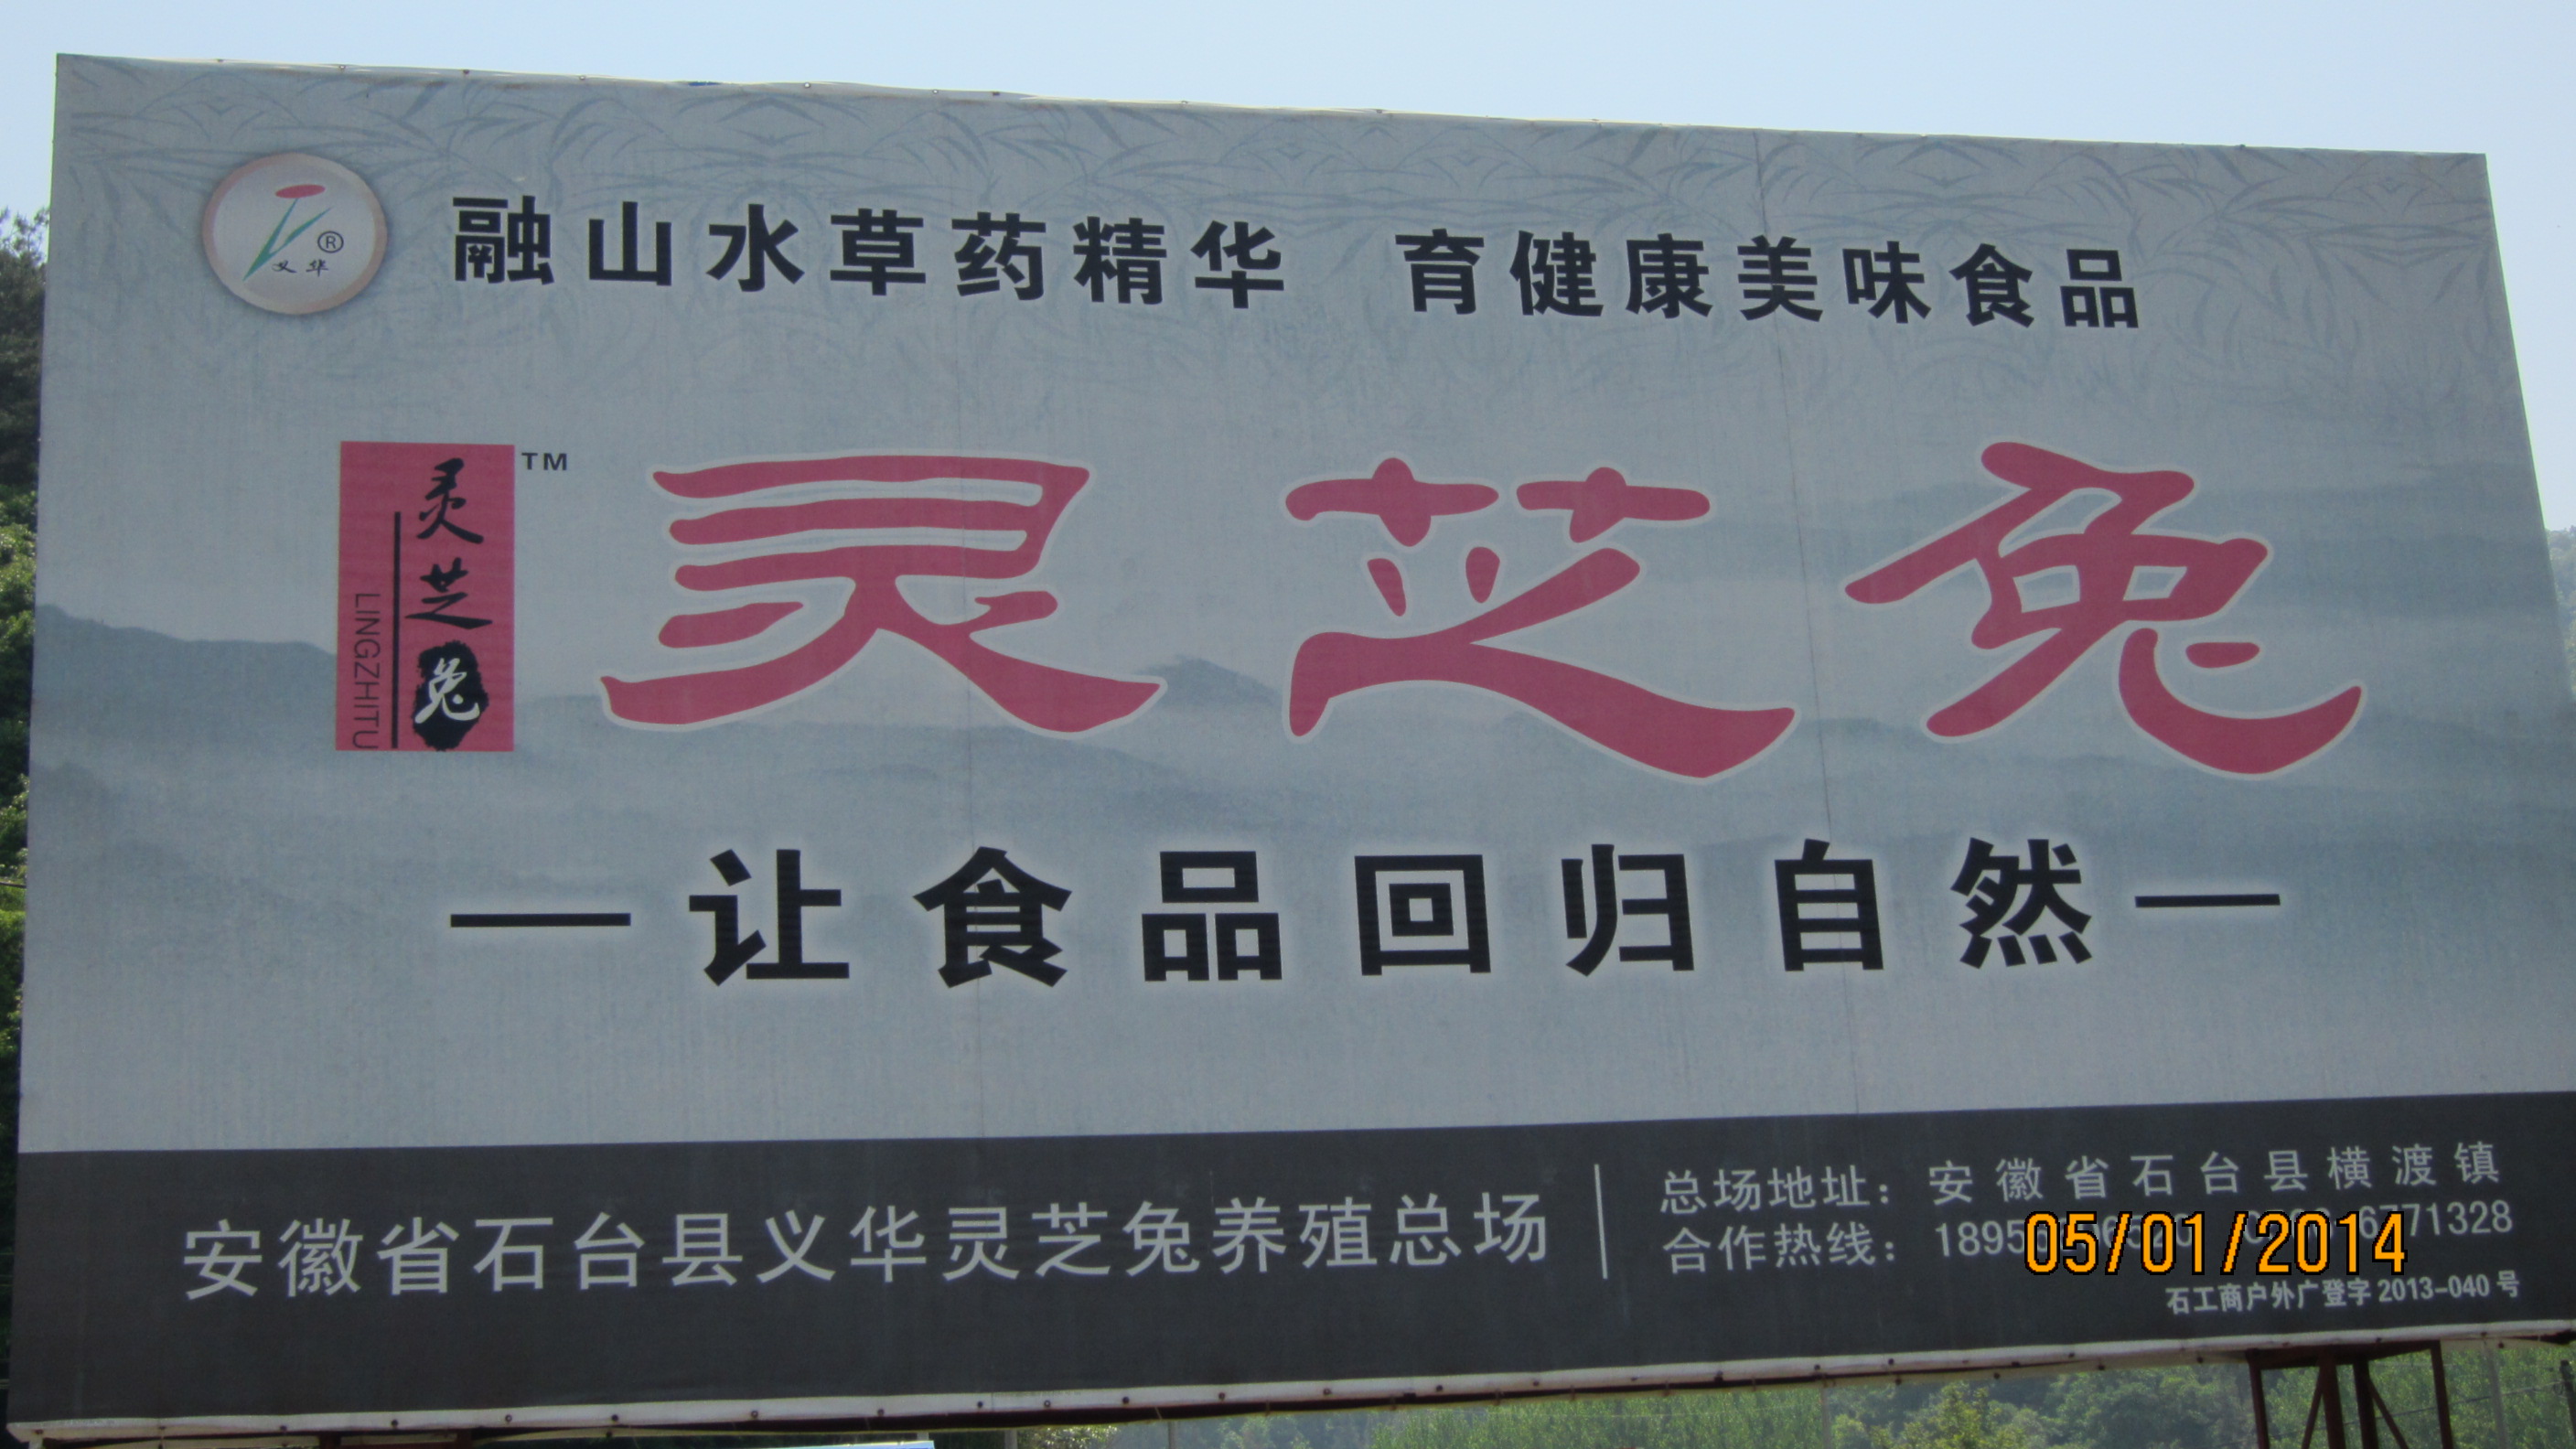 义华®
融山水草药精华 育健康美味食品
灵芝兔
LINGZHITU
TM
灵芝兔
—让食品回归自然—
安徽省石台县义华灵芝兔养殖总场
总场地址：安徽省石台县横渡镇
合作热线：
石工商户外广登字2013-040号
05/01/2014